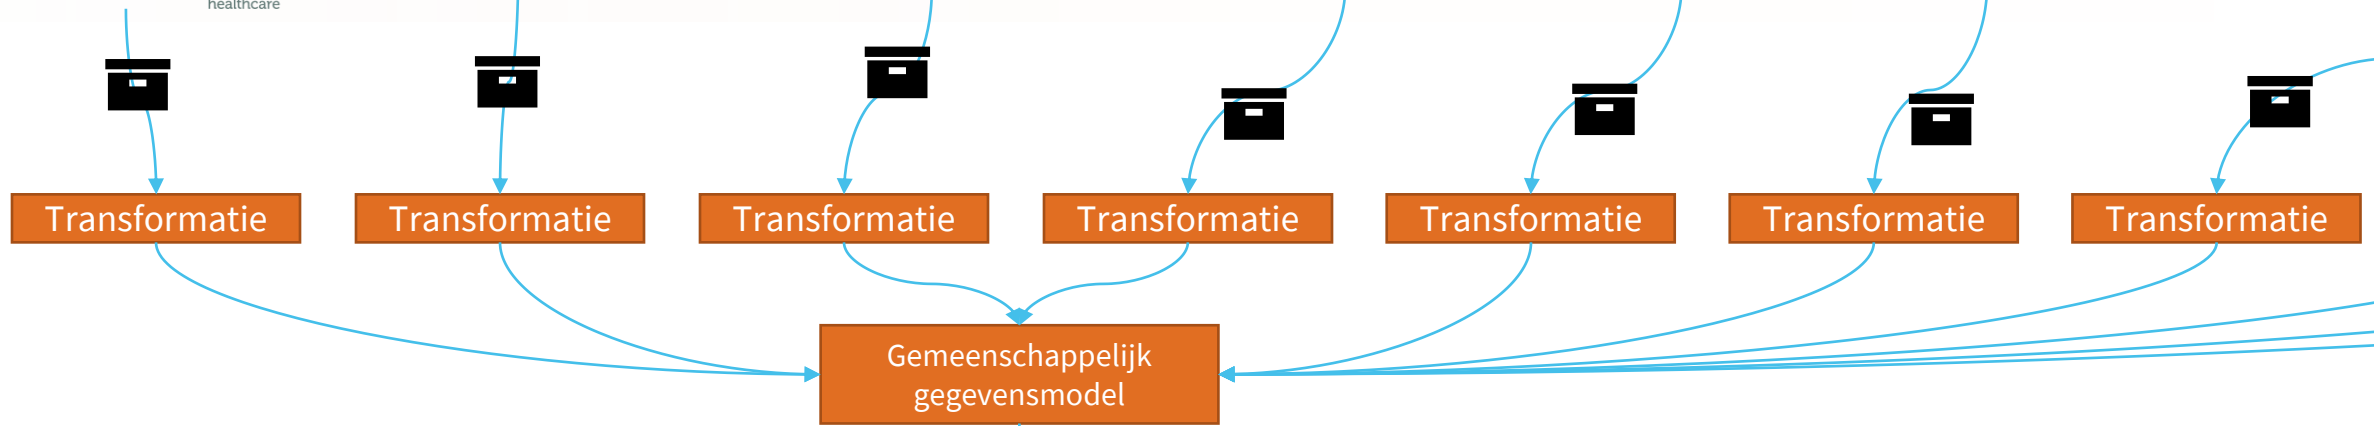 healthcare
Transformatie
Transformatie
Transformatie
Transformatie
Transformatie
Transformatie
Transformatie
Gemeenschappelijk
gegevensmodel